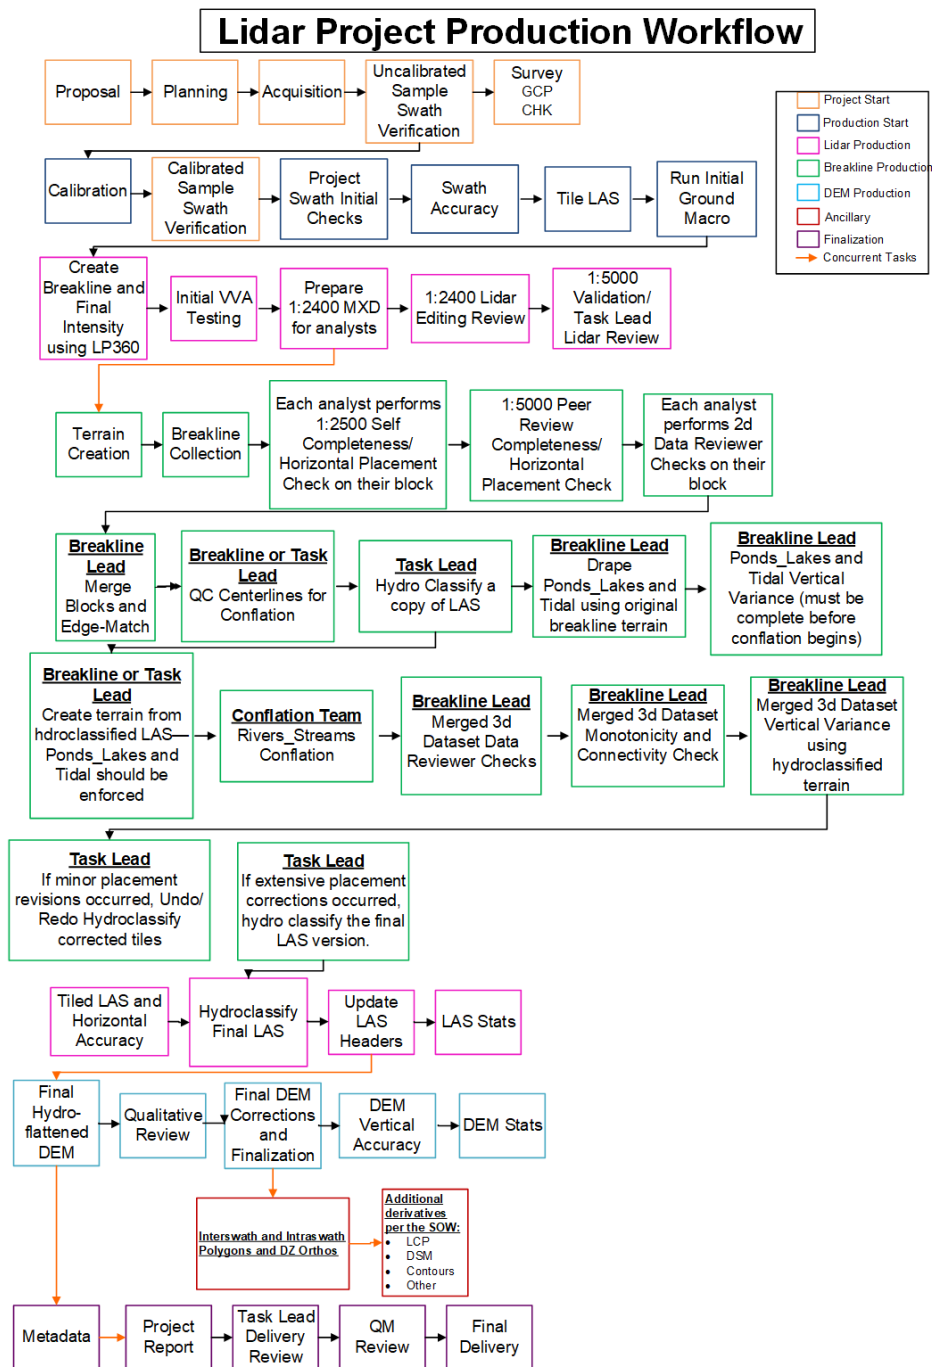 Lidar Project Production Workflow
Proposal
Planning
Acquisition
Uncalibrated
Sample
Swath
Verification
Survey
GCP
CHK
Project Start
Production Start
Lidar Production
Breakline Production
DEM Production
Ancillary
Finalization
Concurrent Tasks
Calibration
Calibrated
Sample
Swath
Verification
Project
Swath Initial
Checks
Swath
Accuracy
Tile LAS
Run Initial
Ground
Macro
Create
Breakline and
Final
Intensity
using LP360
Initial VVA
Testing
Prepare
1:2400 MXD
for analysts
1:2400 Lidar
Editing Review
1:5000
Validation/
Task Lead
Lidar Review
Terrain
Creation
Breakline
Collection
Each analyst performs
1:2500 Self
Completeness/
Horizontal Placement
Check on their block
1:5000 Peer
Review
Completeness/
Horizontal
Placement Check
Each analyst
performs 2d
Data Reviewer
Checks on their
block
Breakline
Lead
Merge
Blocks and
Edge-Match
Breakline or Task
Lead
QC Centerlines for
Conflation
Task Lead
Hydro Classify a
copy of LAS
Breakline Lead
Drape
Ponds_Lakes and
Tidal using original
breakline terrain
Breakline Lead
Ponds_Lakes and
Tidal Vertical
Variance (must be
complete before
conflation begins)
Breakline or Task
Lead
Create terrain from
hdroclassified LAS—
Ponds_Lakes and
Tidal should be
enforced
Conflation Team
Rivers_Streams
Conflation
Breakline Lead
Merged 3d
Dataset Data
Reviewer Checks
Breakline Lead
Merged 3d Dataset
Monotonicity and
Connectivity Check
Breakline Lead
Merged 3d Dataset
Vertical Variance
using
hydroclassified
terrain
Task Lead
If minor placement
revisions occurred, Undo/
Redo Hydroclassify
corrected tiles
Task Lead
If extensive placement
corrections occurred,
hydro classify the final
LAS version.
Tiled LAS and
Horizontal
Accuracy
Hydroclassify
Final LAS
Update
LAS
Headers
LAS Stats
Final
Hydro-
flattened
DEM
Qualitative
Review
Final DEM
Corrections
and
Finalization
DEM
Vertical
Accuracy
DEM Stats
Interswath and Intraswath
Polygons and DZ Orthos
Additional
derivatives
per the SOW:
• LCP
• DSM
• Contours
• Other
Metadata
Project
Report
Task Lead
Delivery
Review
QM
Review
Final
Delivery